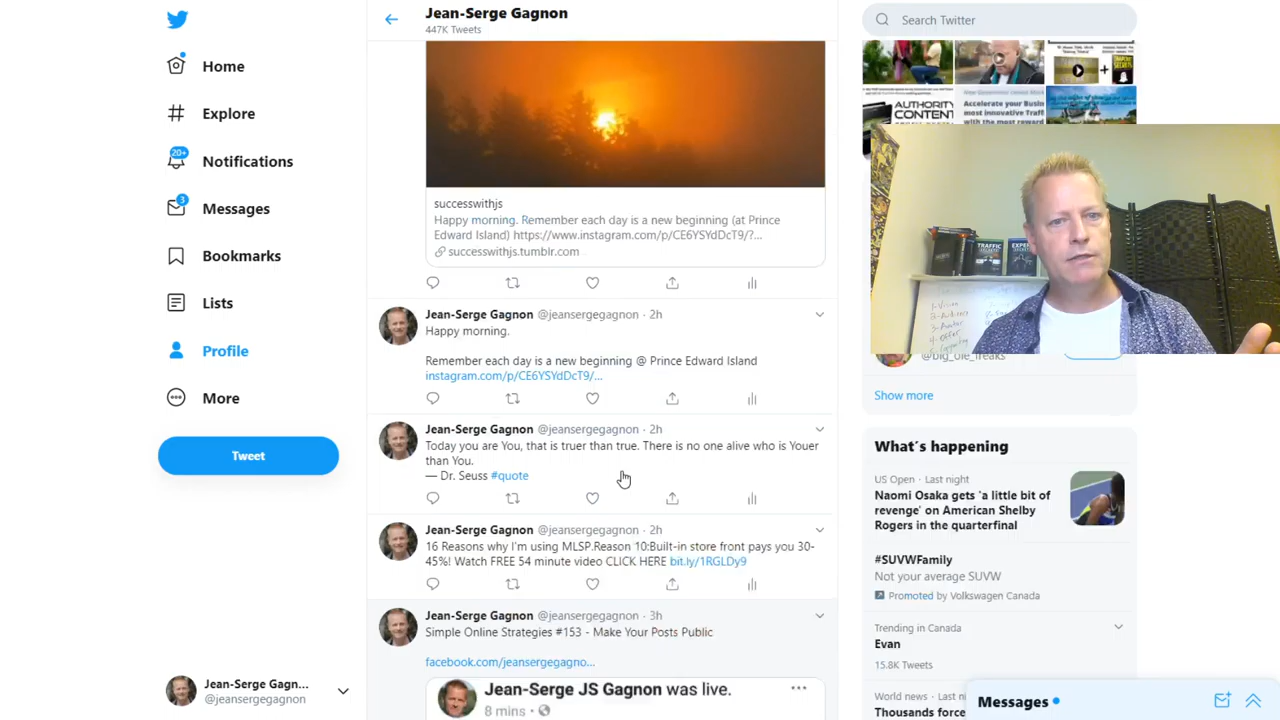 Jean-Serge Gagnon
447K Tweets
Search Twitter
Home
Explore
20+
Notifications
3
Messages
Bookmarks
Lists
Profile
More
Tweet
Jean-Serge Gagn...
@jeansergegagnon
successwithjs
Happy morning. Remember each day is a new beginning (at Prince
Edward Island) https://www.instagram.com/p/CE6YSYdDcT9/?...
successwithjs.tumblr.com
Jean-Serge Gagnon @jeansergegagnon · 2h
Happy morning.
Remember each day is a new beginning @ Prince Edward Island
instagram.com/p/CE6YSYdDcT9/...
Jean-Serge Gagnon @jeansergegagnon · 2h
Today you are You, that is truer than true. There is no one alive who is Youer
than You.
— Dr. Seuss #quote
Jean-Serge Gagnon @jeansergegagnon · 2h
16 Reasons why I'm using MLSP.Reason 10:Built-in store front pays you 30-
45%! Watch FREE 54 minute video CLICK HERE bit.ly/1RGLDy9
Jean-Serge Gagnon @jeansergegagnon · 3h
Simple Online Strategies #153 - Make Your Posts Public
facebook.com/jeansergegagno...
Jean-Serge JS Gagnon was live.
8 mins ·
AUTHORITY
CONTENT
Accelerate your Busin
most innovative Traff
with the most reward
TRAFFIC
EXPE
1- Vision
@big_ole_freaks
Show more
What's happening
US Open · Last night
Naomi Osaka gets 'a little bit of
revenge' on American Shelby
Rogers in the quarterfinal
#SUVWFamily
Not your average SUVW
Promoted by Volkswagen Canada
Trending in Canada
Evan
15.8K Tweets
World news · Last
Thousands force
Messages